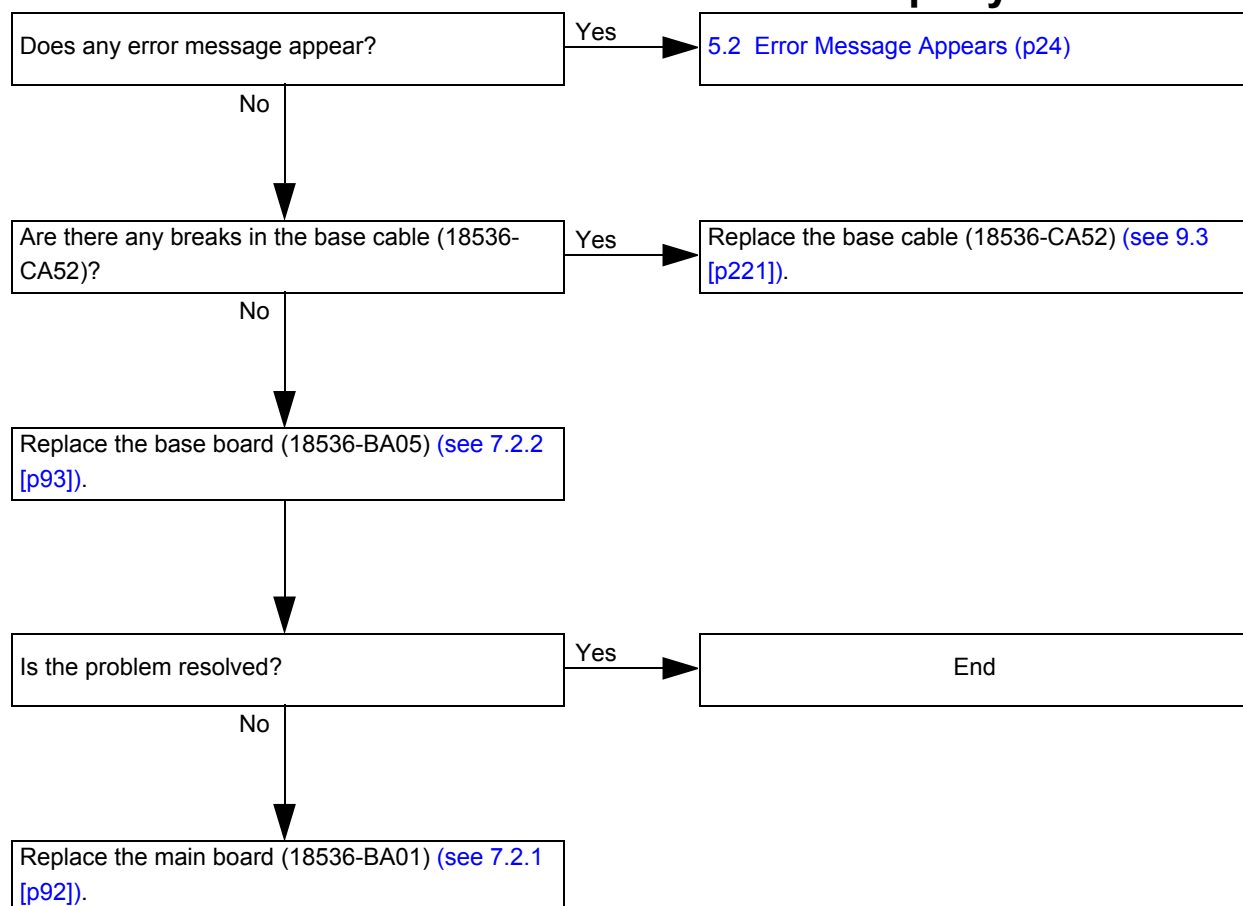 Does any error message appear?
Yes
5.2 Error Message Appears (p24)
No
Are there any breaks in the base cable (18536-
CA52)?
Yes
Replace the base cable (18536-CA52) (see 9.3
[p221]).
No
Replace the base board (18536-BA05) (see 7.2.2
[p93]).
Is the problem resolved?
Yes
End
No
Replace the main board (18536-BA01) (see 7.2.1
[p92]).